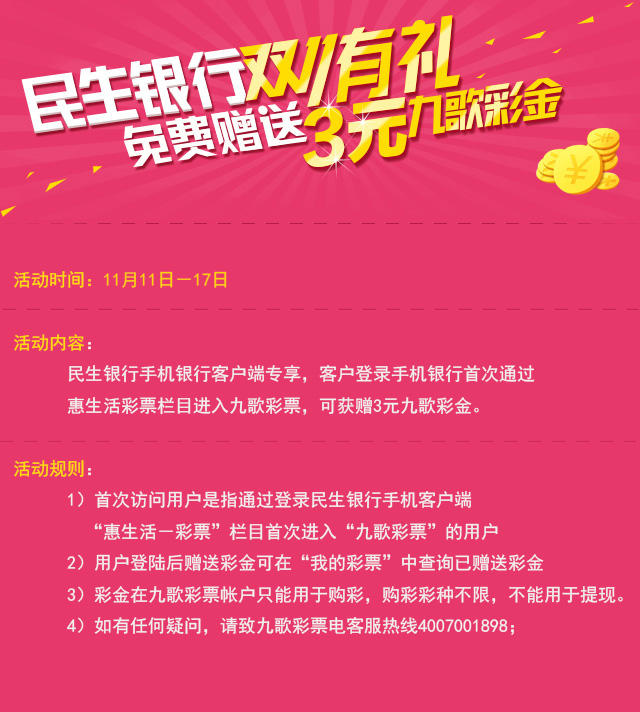 民生银行双11有礼
免费赠送3元九歌彩金
活动时间：11月11日－17日
活动内容：
民生银行手机银行客户端专享，客户登录手机银行首次通过
惠生活彩票栏目进入九歌彩票，可获赠3元九歌彩金。
活动规则：
1）首次访问用户是指通过登录民生银行手机客户端
“惠生活－彩票”栏目首次进入“九歌彩票”的用户
2）用户登陆后赠送彩金可在“我的彩票”中查询已赠送彩金
3）彩金在九歌彩票帐户只能用于购彩，购彩彩种不限，不能用于提现。
4）如有任何疑问，请致九歌彩票电客服热线4007001898；